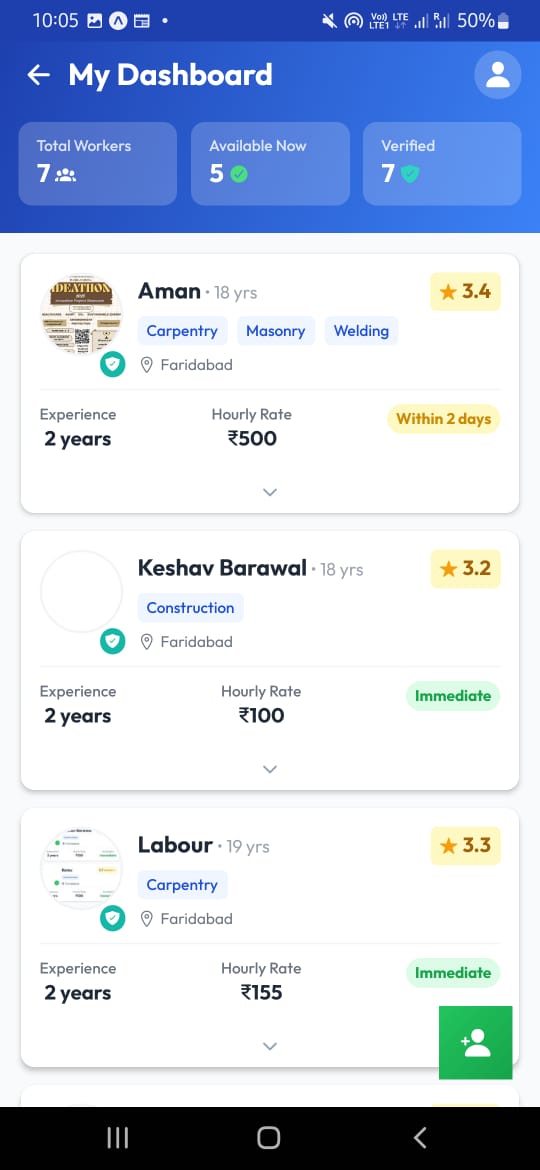 10:05 Vo) LTE LTE1 R 50%
My Dashboard
Total Workers Available Now Verified
7 5 7
Aman • 18 yrs 3.4
IDEATHON
Carpentry Masonry Welding
Faridabad
Experience Hourly Rate Within 2 days
2 years ₹500
Keshav Barawal • 18 yrs 3.2
Construction
Faridabad
Experience Hourly Rate Immediate
2 years ₹100
Labour • 19 yrs 3.3
Carpentry
Faridabad
Experience Hourly Rate Immediate
2 years ₹155